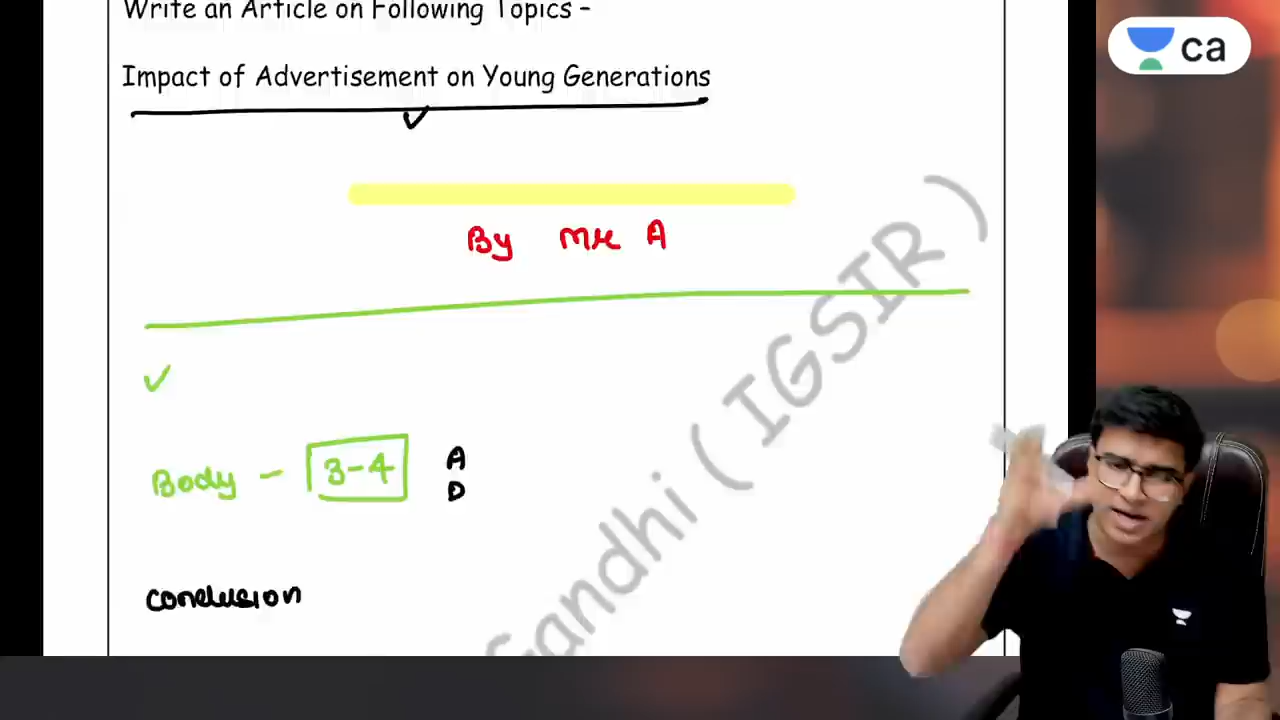 Write an Article on Following Topics –
ca
Impact of Advertisement on Young Generations
By Mr A
Gandhi ( IGSIR )
Body - 3-4 A
D
conclusion